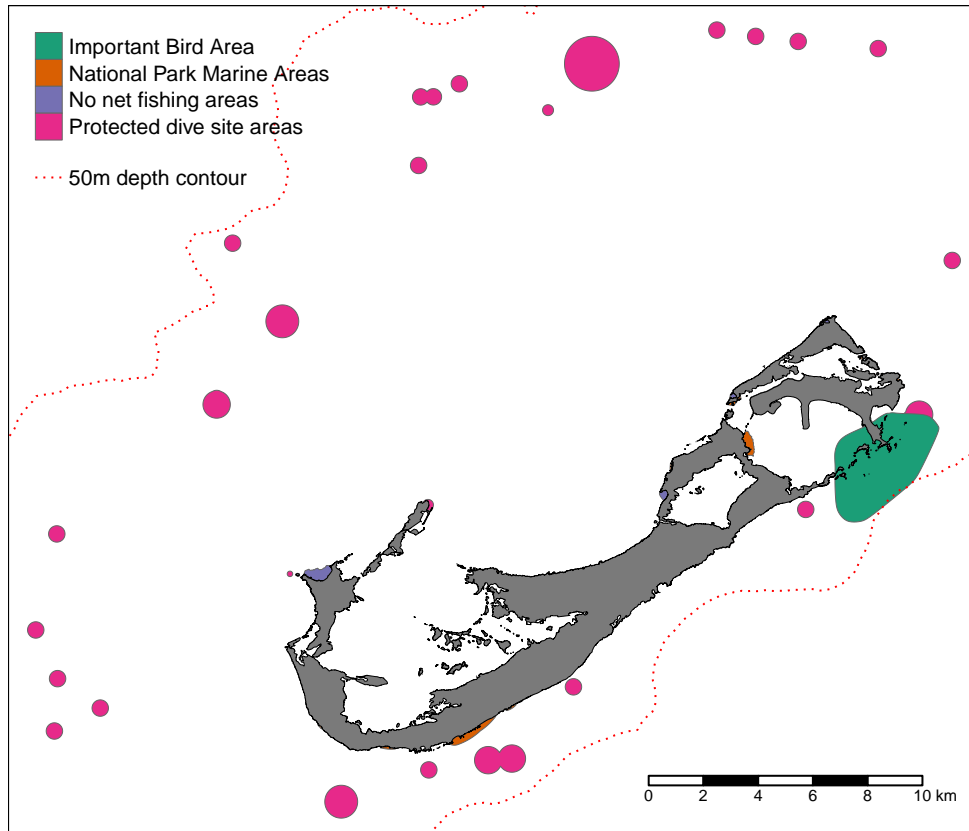 Important Bird Area
National Park Marine Areas
No net fishing areas
Protected dive site areas
50m depth contour
0 2 4 6 8 10 km